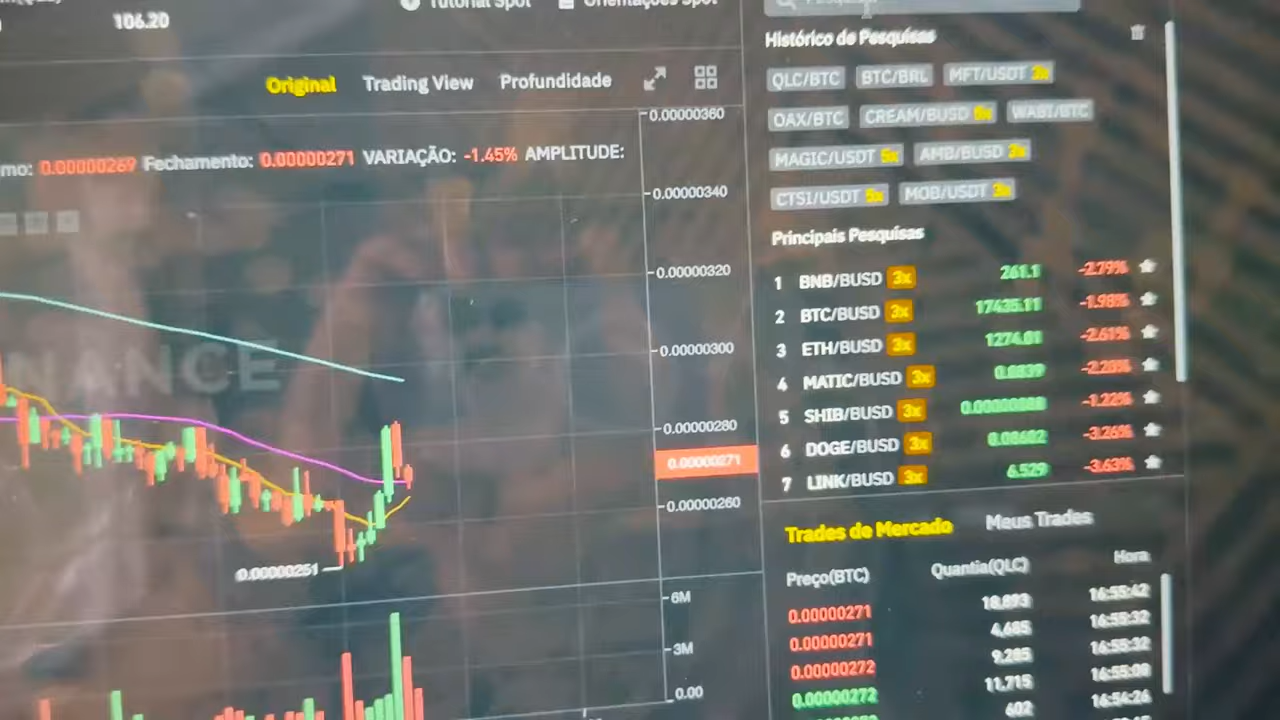 106.20
Tutorial Spot
Orientações Spot
Original Trading View Profundidade
mo: 0.00000269 Fechamento: 0.00000271 VARIAÇÃO: -1.45% AMPLITUDE:
NANCE
0.00000251
0.00000360
0.00000340
0.00000320
0.00000300
0.00000280
0.00000271
0.00000260
6M
3M
0.00
Histórico de Pesquisas
QLC/BTC BTC/BRL MFT/USDT 3x
OAX/BTC CREAM/BUSD 5x WABI/BTC
MAGIC/USDT 5x AMB/BUSD 3x
CTSI/USDT 5x MOB/USDT 3x
Principais Pesquisas
1 BNB/BUSD 3x 261.1 -2.79%
2 BTC/BUSD 3x 17435.11 -1.98%
3 ETH/BUSD 3x 1274.01 -2.61%
4 MATIC/BUSD 3x -2.20%
5 SHIB/BUSD 3x -1.22%
6 DOGE/BUSD 3x 0.08602 -3.26%
7 LINK/BUSD 3x 6.529 -3.63%
Trades de Mercado Meus Trades
Preço(BTC) Quantia(QLC) Hora
0.00000271 18,893 16:55:42
0.00000271 4,685 16:55:32
0.00000272 9,285 16:55:32
0.00000272 11,715 16:55:08
602 16:54:26